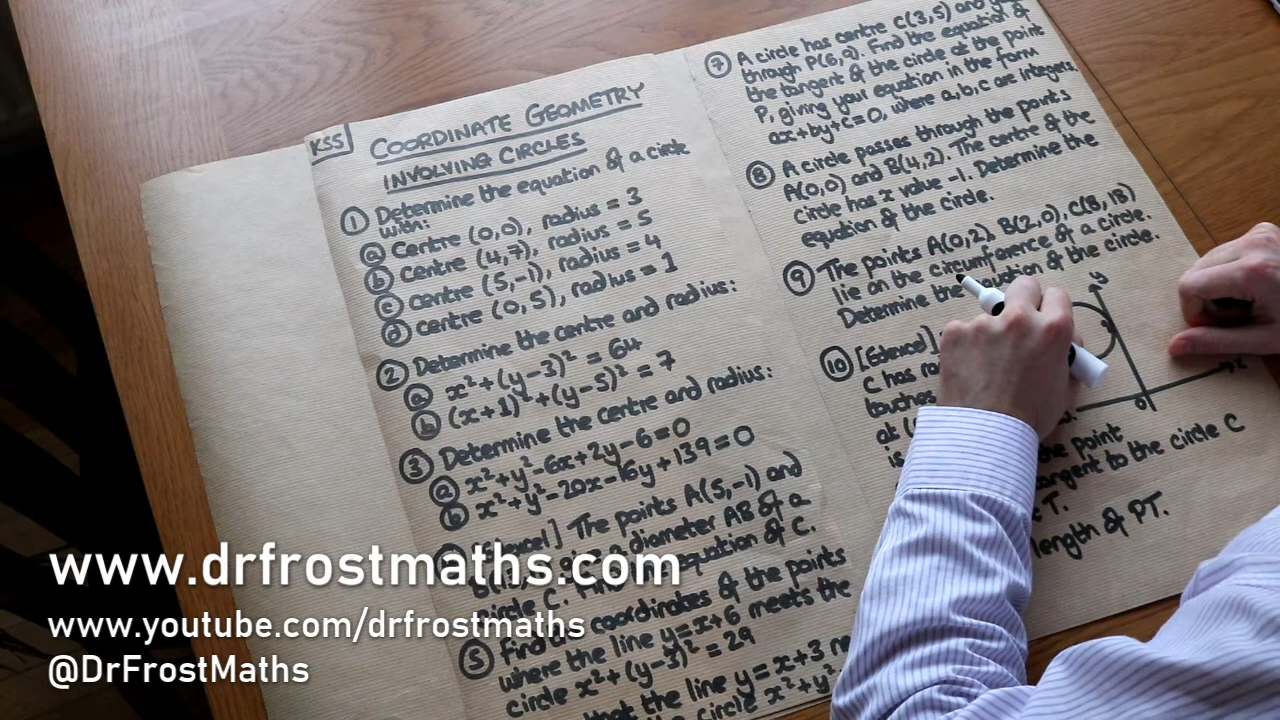 KS5
COORDINATE GEOMETRY
INVOLVING CIRCLES
① Determine the equation of a circle
with:
ⓐ Centre (0,0), radius = 3
ⓑ centre (4,7), radius = 5
ⓒ centre (5,-1), radius = 4
ⓓ centre (0,5), radius = 1
② Determine the centre and radius:
ⓐ x²+(y-3)² = 64
ⓑ (x+1)²+(y-5)² = 7
③ Determine the centre and radius:
ⓐ x²+y²-6x+2y-6=0
ⓑ x²+y²-20x-16y+139=0
The points A(5,-1) and
diameter AB of a
circle C. equation of C.
⑤ Find coordinates of the points
where the line y=x+6 meets the
circle x²+(y-3)²=29
that the line y=x+3
circle x²+y²
⑦ A circle has centre C(3,5) and
through P(6,9). Find the equation of
the tangent of the circle at the point
P, giving your equation in the form
ax+by+c=0, where a,b,c are integers.
⑧ A circle passes through the points
A(0,0) and B(4,2). The centre of the
circle has x value -1. Determine the
equation of the circle.
⑨ The points A(0,2), B(2,0), C(8,18)
lie on the circumference of a circle.
Determine the equation of the circle.
⑩ [Edexcel]
C has
touches
at (
is the point
tangent to the circle C
T.
length of PT.
y
x
0
www.drfrostmaths.com
www.youtube.com/drfrostmaths
@DrFrostMaths